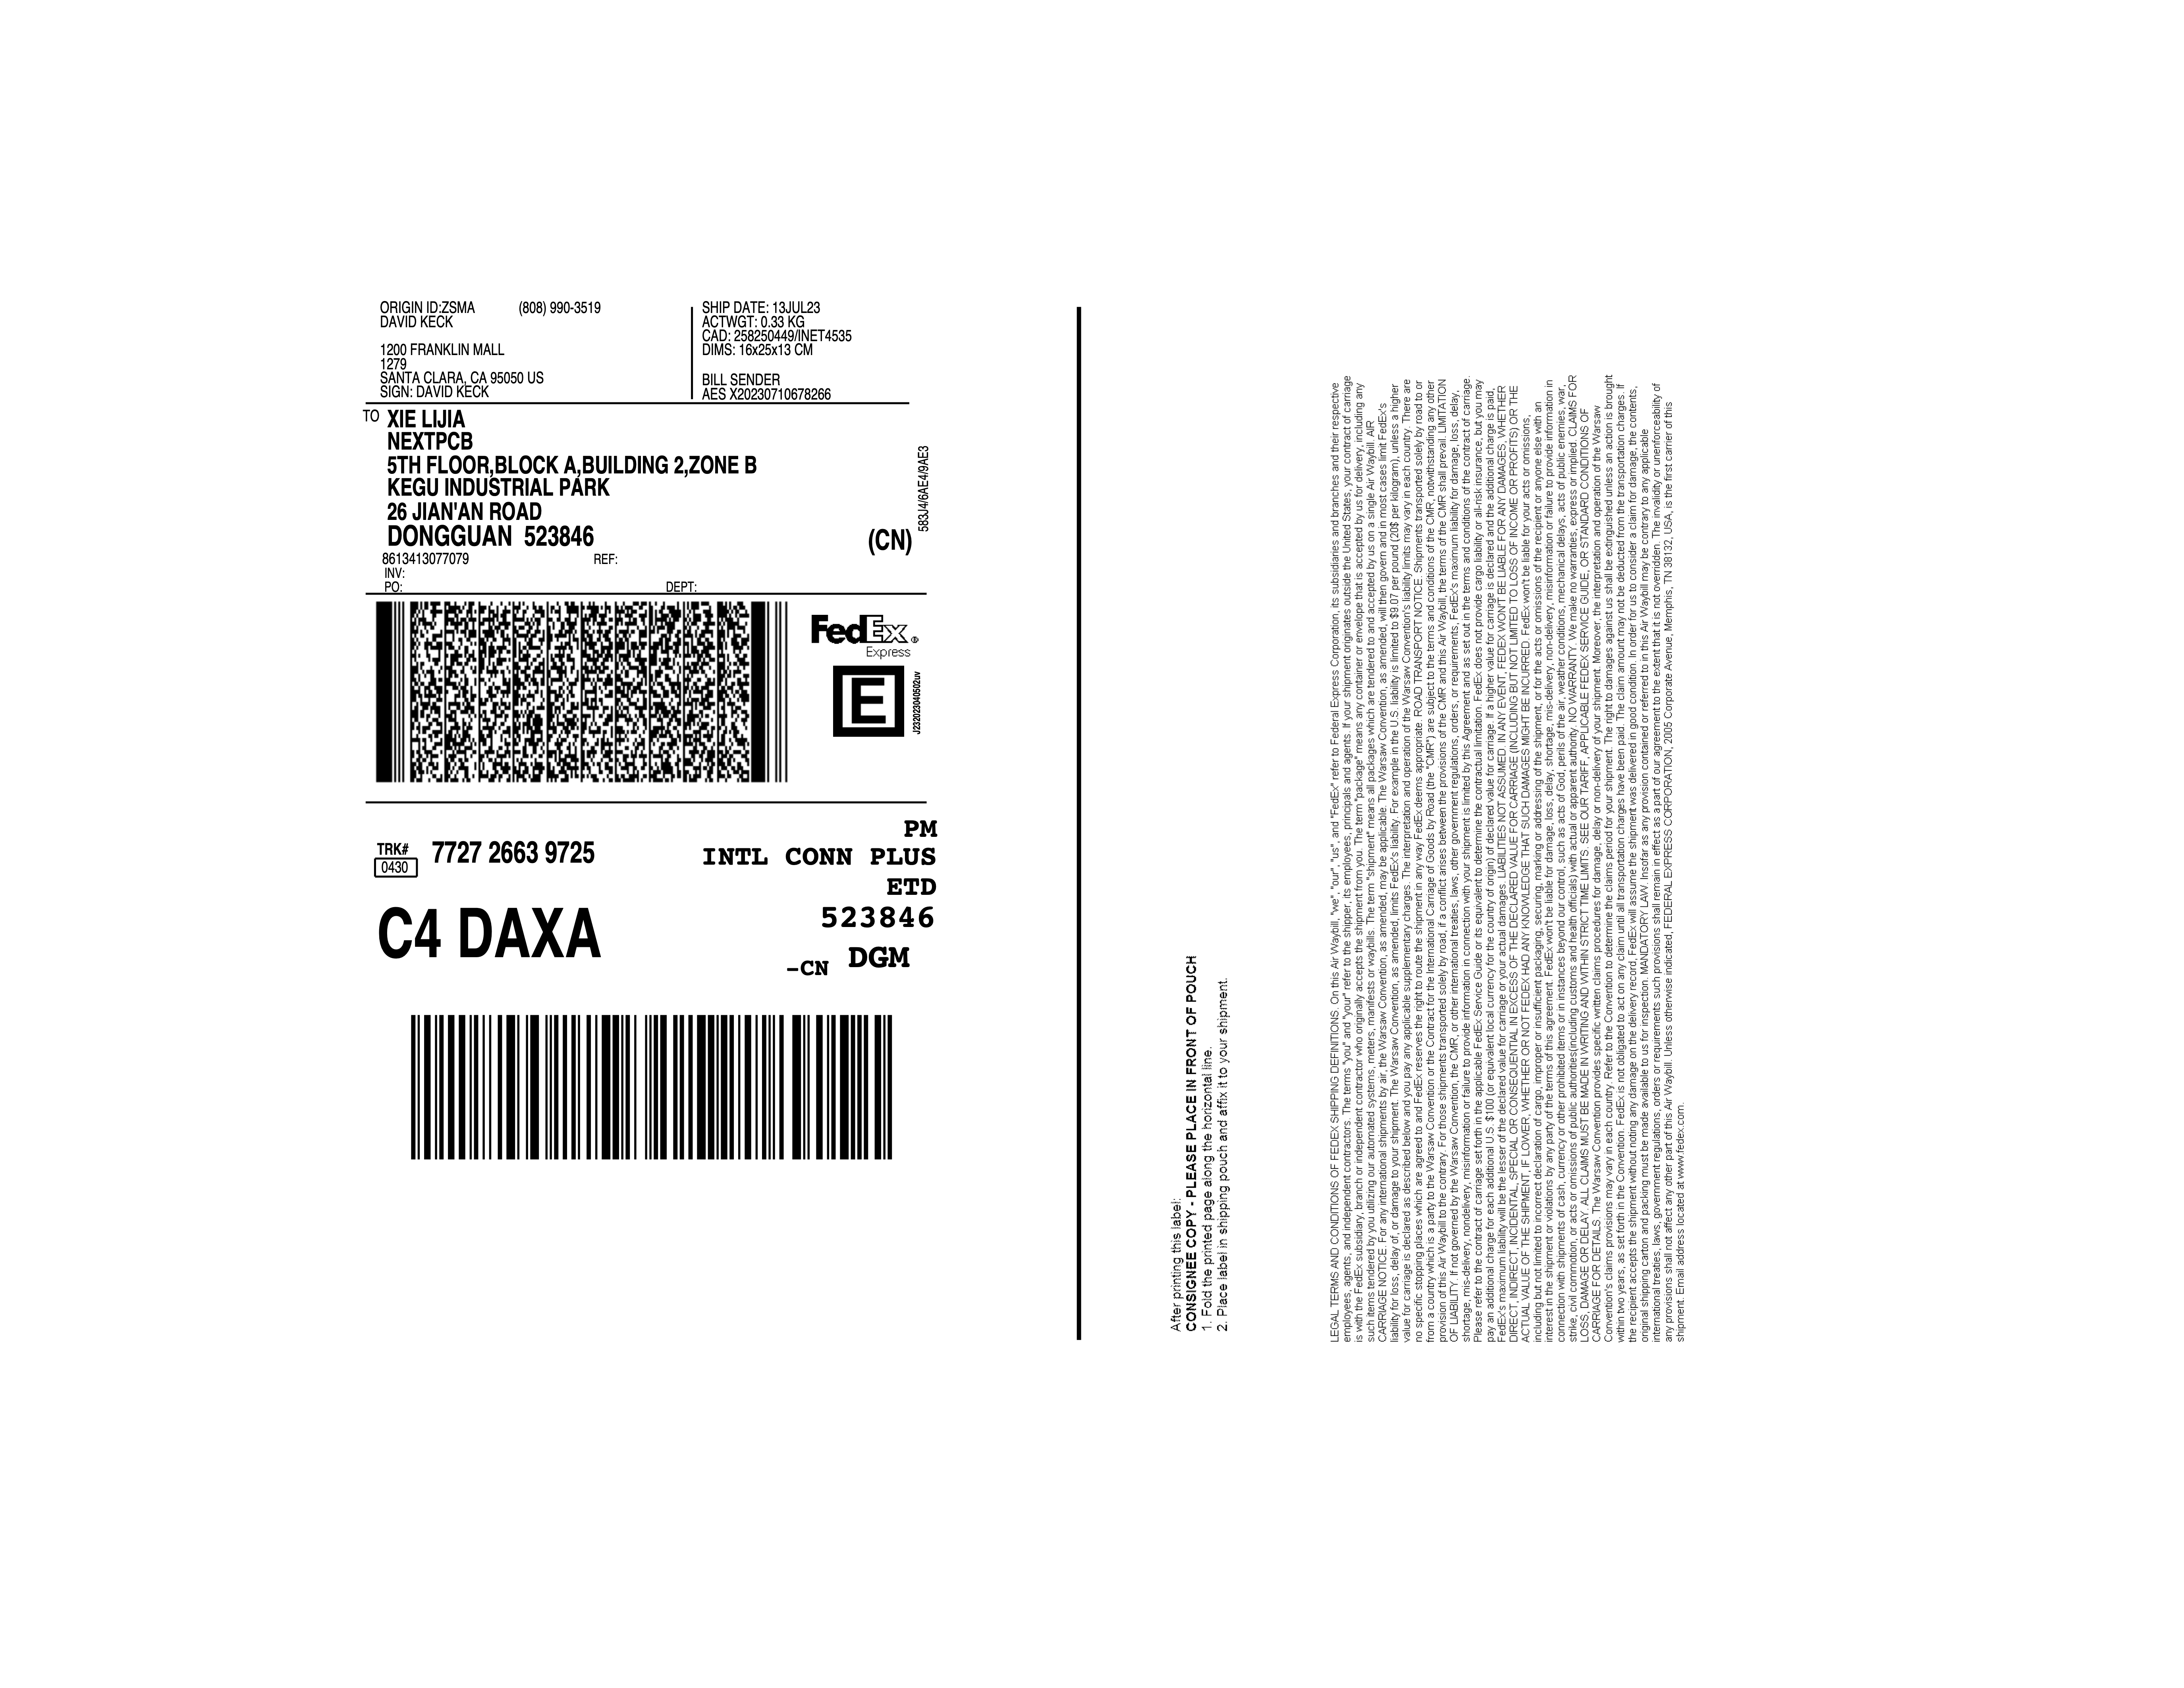 ORIGIN ID:ZSMA (808) 990-3519
DAVID KECK
1200 FRANKLIN MALL
1279
SANTA CLARA, CA 95050 US
SIGN: DAVID KECK
SHIP DATE: 13JUL23
ACTWGT: 0.33 KG
CAD: 258250449/INET4535
DIMS: 16x25x13 CM
BILL SENDER
AES X20230710678266
TO XIE LIJIA
NEXTPCB
5TH FLOOR,BLOCK A,BUILDING 2,ZONE B
KEGU INDUSTRIAL PARK
26 JIAN'AN ROAD
DONGGUAN 523846 (CN)
8613413077079 REF:
INV:
PO: DEPT:
583J4/6AE4/9AE3
FedEx ®
Express
E
J232023040502uv
TRK# 7727 2663 9725
0430
PM
INTL CONN PLUS
ETD
523846
C4 DAXA
-CN DGM
After printing this label:
CONSIGNEE COPY - PLEASE PLACE IN FRONT OF POUCH
1. Fold the printed page along the horizontal line.
2. Place label in shipping pouch and affix it to your shipment.
LEGAL TERMS AND CONDITIONS OF FEDEX SHIPPING DEFINITIONS. On this Air Waybill, "we", "our", "us", and "FedEx" refer to Federal Express Corporation, its subsidiaries and branches and their respective
employees, agents, and independent contractors. The terms "you" and "your" refer to the shipper, its employees, principals and agents. If your shipment originates outside the United States, your contract of carriage
is with the FedEx subsidiary, branch or independent contractor who originally accepts the shipment from you. The term "package" means any container or envelope that is accepted by us for delivery, including any
such items tendered by you utilizing our automated systems, meters, manifests or waybills. The term "shipment" means all packages which are tendered to and accepted by us on a single Air Waybill. AIR
CARRIAGE NOTICE. For any international shipments by air, the Warsaw Convention, as amended, may be applicable. The Warsaw Convention, as amended, will then govern and in most cases limit FedEx's
liability for loss, delay of, or damage to your shipment. The Warsaw Convention, as amended, limits FedEx's liability. For example in the U.S. liability is limited to $9.07 per pound (20$ per kilogram), unless a higher
value for carriage is declared as described below and you pay any applicable supplementary charges. The interpretation and operation of the Warsaw Convention's liability limits may vary in each country. There are
no specific stopping places which are agreed to and FedEx reserves the right to route the shipment in any way FedEx deems appropriate. ROAD TRANSPORT NOTICE. Shipments transported solely by road to or
from a country which is a party to the Warsaw Convention or the Contract for the International Carriage of Goods by Road (the "CMR") are subject to the terms and conditions of the CMR, notwithstanding any other
provision of this Air Waybill to the contrary. For those shipments transported solely by road, if a conflict arises between the provisions of the CMR and this Air Waybill, the terms of the CMR shall prevail. LIMITATION
OF LIABILITY. If not governed by the Warsaw Convention, the CMR, or other international treaties, laws, other government regulations, orders, or requirements, FedEx's maximum liability for damage, loss, delay,
shortage, mis-delivery, nondelivery, misinformation or failure to provide information in connection with your shipment is limited by this Agreement and as set out in the terms and conditions of the contract of carriage.
Please refer to the contract of carriage set forth in the applicable FedEx Service Guide or its equivalent to determine the contractual limitation. FedEx does not provide cargo liability or all-risk insurance, but you may
pay an additional charge for each additional U.S. $100 (or equivalent local currency for the country of origin) of declared value for carriage. If a higher value for carriage is declared and the additional charge is paid,
FedEx's maximum liability will be the lesser of the declared value for carriage or your actual damages. LIABILITIES NOT ASSUMED. IN ANY EVENT, FEDEX WON'T BE LIABLE FOR ANY DAMAGES, WHETHER
DIRECT, INDIRECT, INCIDENTAL, SPECIAL OR CONSEQUENTIAL IN EXCESS OF THE DECLARED VALUE FOR CARRIAGE (INCLUDING BUT NOT LIMITED TO LOSS OF INCOME OR PROFITS) OR THE
ACTUAL VALUE OF THE SHIPMENT, IF LOWER, WHETHER OR NOT FEDEX HAD ANY KNOWLEDGE THAT SUCH DAMAGES MIGHT BE INCURRED. FedEx won't be liable for your acts or omissions,
including but not limited to incorrect declaration of cargo, improper or insufficient packaging, securing, marking or addressing of the shipment, or for the acts or omissions of the recipient or anyone else with an
interest in the shipment or violations by any party of the terms of this agreement. FedEx won't be liable for damage, loss, delay, shortage, mis-delivery, non-delivery, misinformation or failure to provide information in
connection with shipments of cash, currency or other prohibited items or in instances beyond our control, such as acts of God, perils of the air, weather conditions, mechanical delays, acts of public enemies, war,
strike, civil commotion, or acts or omissions of public authorities(including customs and health officials) with actual or apparent authority. NO WARRANTY. We make no warranties, express or implied. CLAIMS FOR
LOSS, DAMAGE OR DELAY. ALL CLAIMS MUST BE MADE IN WRITING AND WITHIN STRICT TIME LIMITS. SEE OUR TARIFF, APPLICABLE FEDEX SERVICE GUIDE, OR STANDARD CONDITIONS OF
CARRIAGE FOR DETAILS. The Warsaw Convention provides specific written claims procedures for damage, delay or non-delivery of your shipment. Moreover, the interpretation and operation of the Warsaw
Convention's claims provisions may vary in each country. Refer to the Convention to determine the claims period for your shipment. The right to damages against us shall be extinguished unless an action is brought
within two years, as set forth in the Convention. FedEx is not obligated to act on any claim until all transportation charges have been paid. The claim amount may not be deducted from the transportation charges. If
the recipient accepts the shipment without noting any damage on the delivery record, FedEx will assume the shipment was delivered in good condition. In order for us to consider a claim for damage, the contents,
original shipping carton and packing must be made available to us for inspection. MANDATORY LAW. Insofar as any provision contained or referred to in this Air Waybill may be contrary to any applicable
international treaties, laws, government regulations, orders or requirements such provisions shall remain in effect as a part of our agreement to the extent that it is not overridden. The invalidity or unenforceability of
any provisions shall not affect any other part of this Air Waybill. Unless otherwise indicated, FEDERAL EXPRESS CORPORATION, 2005 Corporate Avenue, Memphis, TN 38132, USA, is the first carrier of this
shipment. Email address located at www.fedex.com.